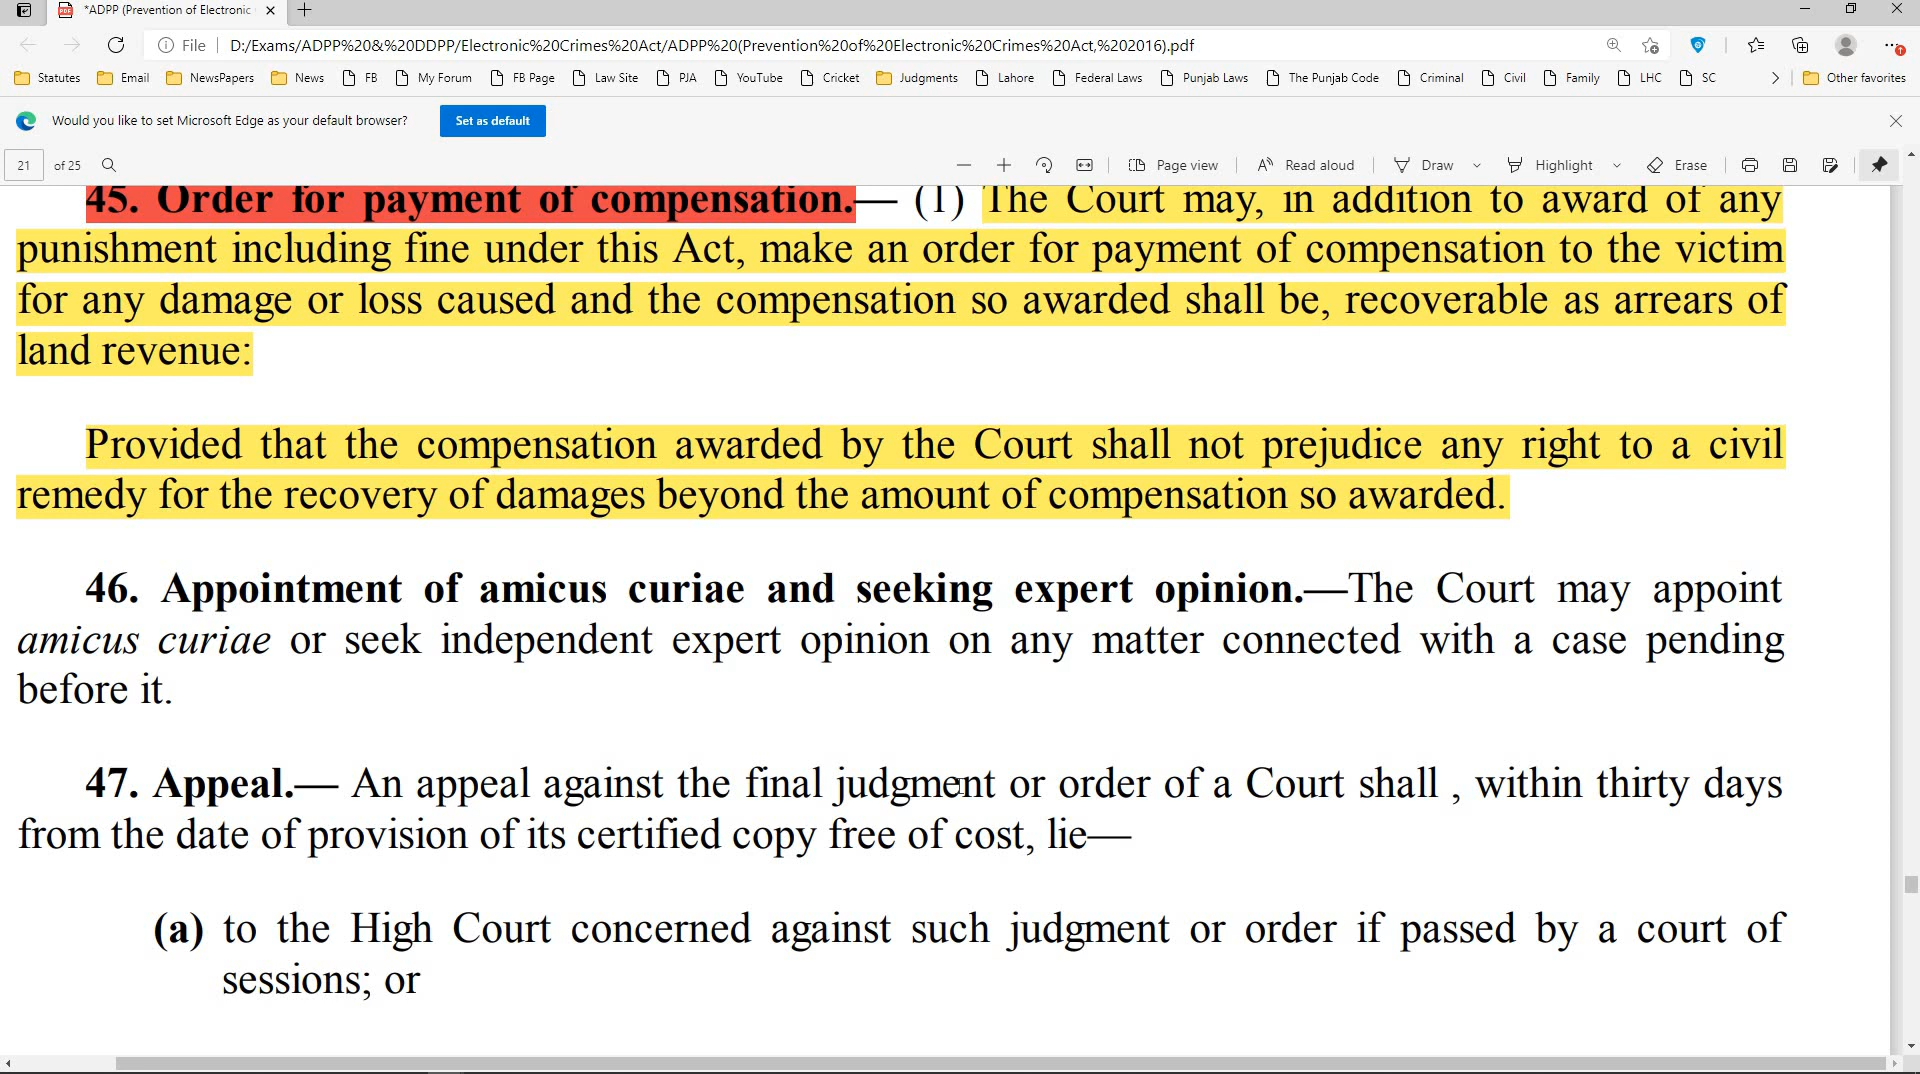 *ADPP (Prevention of Electronic
File D:/Exams/ADPP%20&%20DDPP/Electronic%20Crimes%20Act/ADPP%20(Prevention%20of%20Electronic%20Crimes%20Act,%202016).pdf
Statutes Email NewsPapers News FB My Forum FB Page Law Site PJA YouTube Cricket Judgments Lahore Federal Laws Punjab Laws The Punjab Code Criminal Civil Family LHC SC Other favorites
Would you like to set Microsoft Edge as your default browser? Set as default
21 of 25 Page view Read aloud Draw Highlight Erase
45. Order for payment of compensation.— (1) The Court may, in addition to award of any
punishment including fine under this Act, make an order for payment of compensation to the victim
for any damage or loss caused and the compensation so awarded shall be, recoverable as arrears of
land revenue:
Provided that the compensation awarded by the Court shall not prejudice any right to a civil
remedy for the recovery of damages beyond the amount of compensation so awarded.
46. Appointment of amicus curiae and seeking expert opinion.—The Court may appoint
amicus curiae or seek independent expert opinion on any matter connected with a case pending
before it.
47. Appeal.— An appeal against the final judgment or order of a Court shall , within thirty days
from the date of provision of its certified copy free of cost, lie—
(a) to the High Court concerned against such judgment or order if passed by a court of
sessions; or